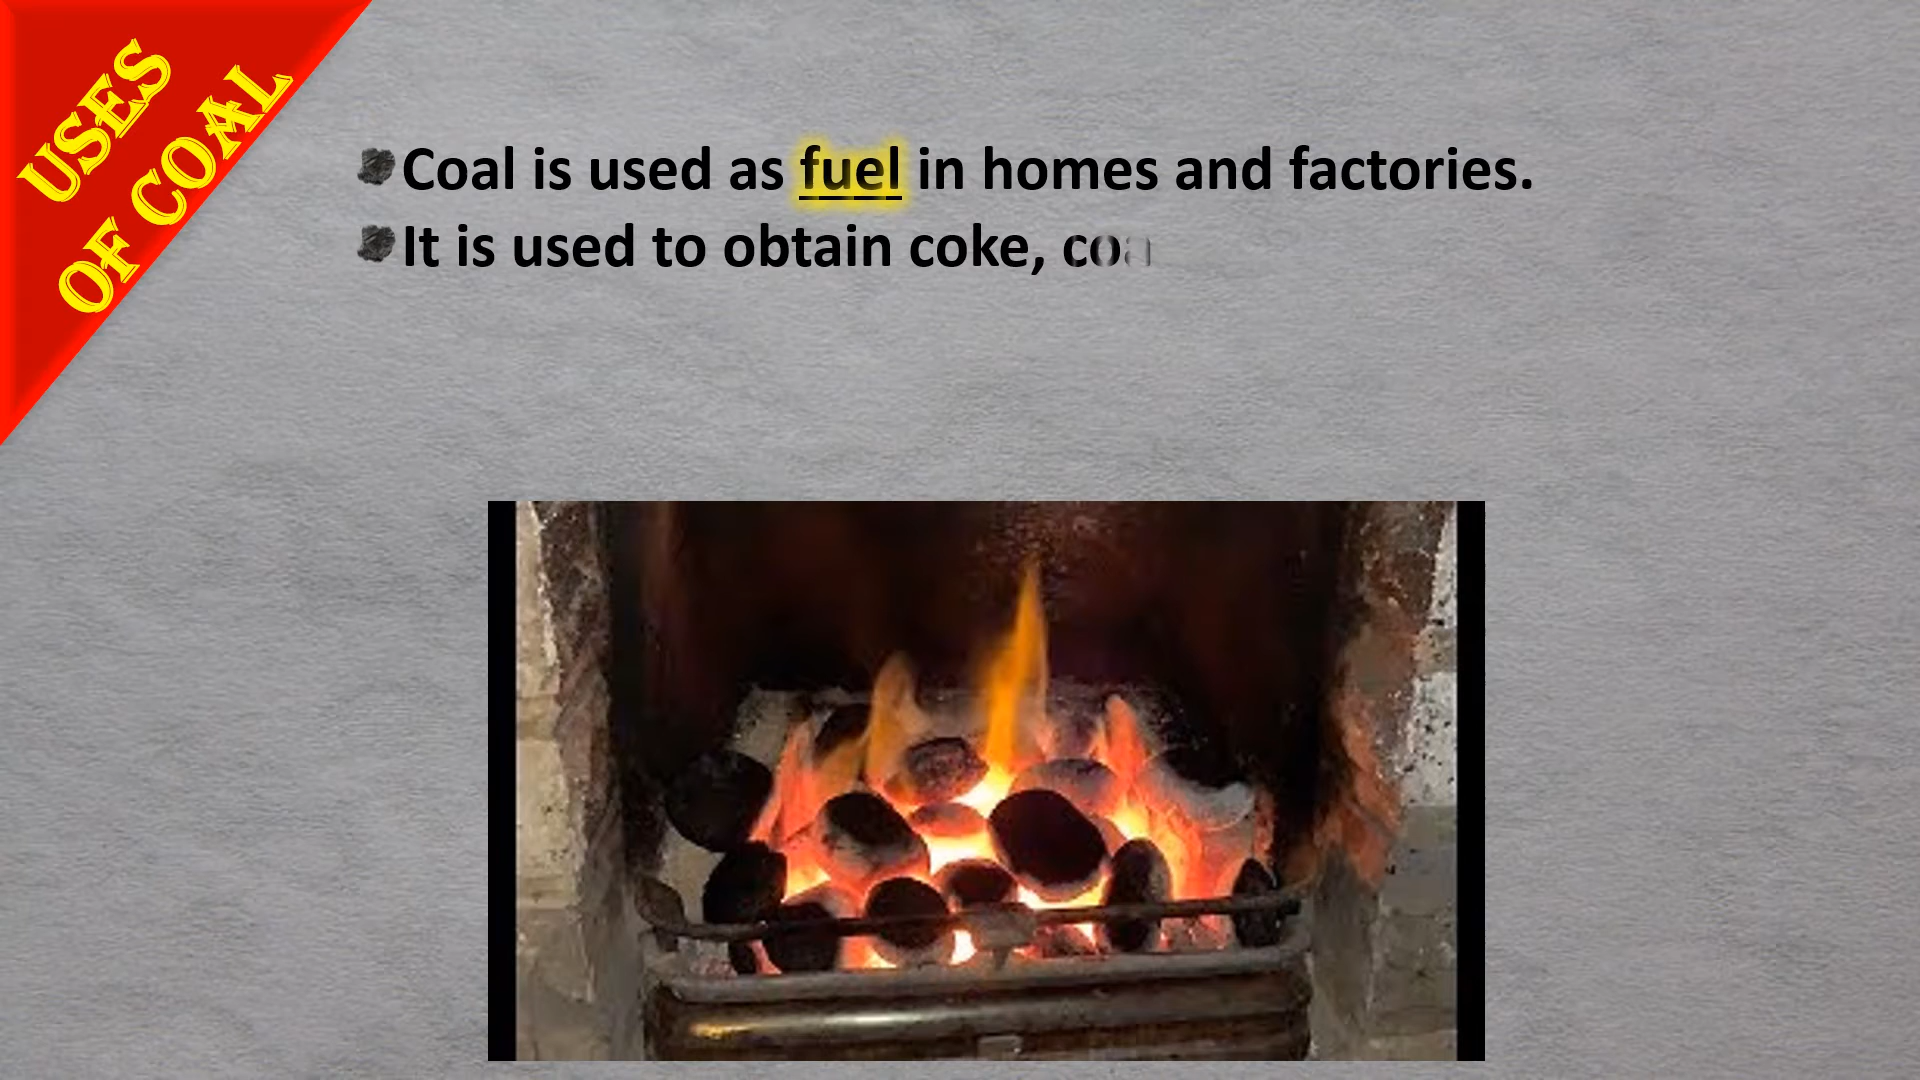 USES
OF COAL
Coal is used as fuel in homes and factories.
It is used to obtain coke,